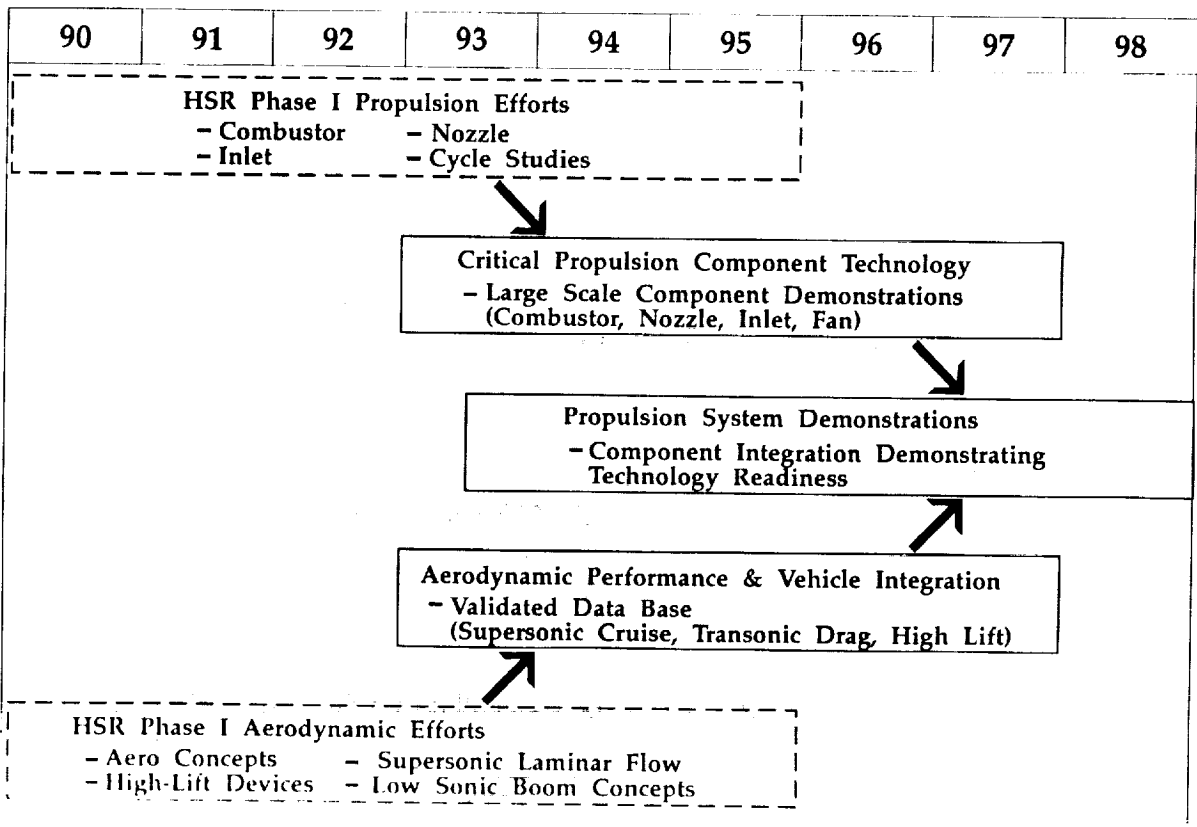 90 91 92 93 94 95 96 97 98
HSR Phase I Propulsion Efforts
– Combustor – Nozzle
– Inlet – Cycle Studies
Critical Propulsion Component Technology
– Large Scale Component Demonstrations
(Combustor, Nozzle, Inlet, Fan)
Propulsion System Demonstrations
– Component Integration Demonstrating
Technology Readiness
Aerodynamic Performance & Vehicle Integration
– Validated Data Base
(Supersonic Cruise, Transonic Drag, High Lift)
HSR Phase I Aerodynamic Efforts
– Aero Concepts – Supersonic Laminar Flow
– High-Lift Devices – Low Sonic Boom Concepts